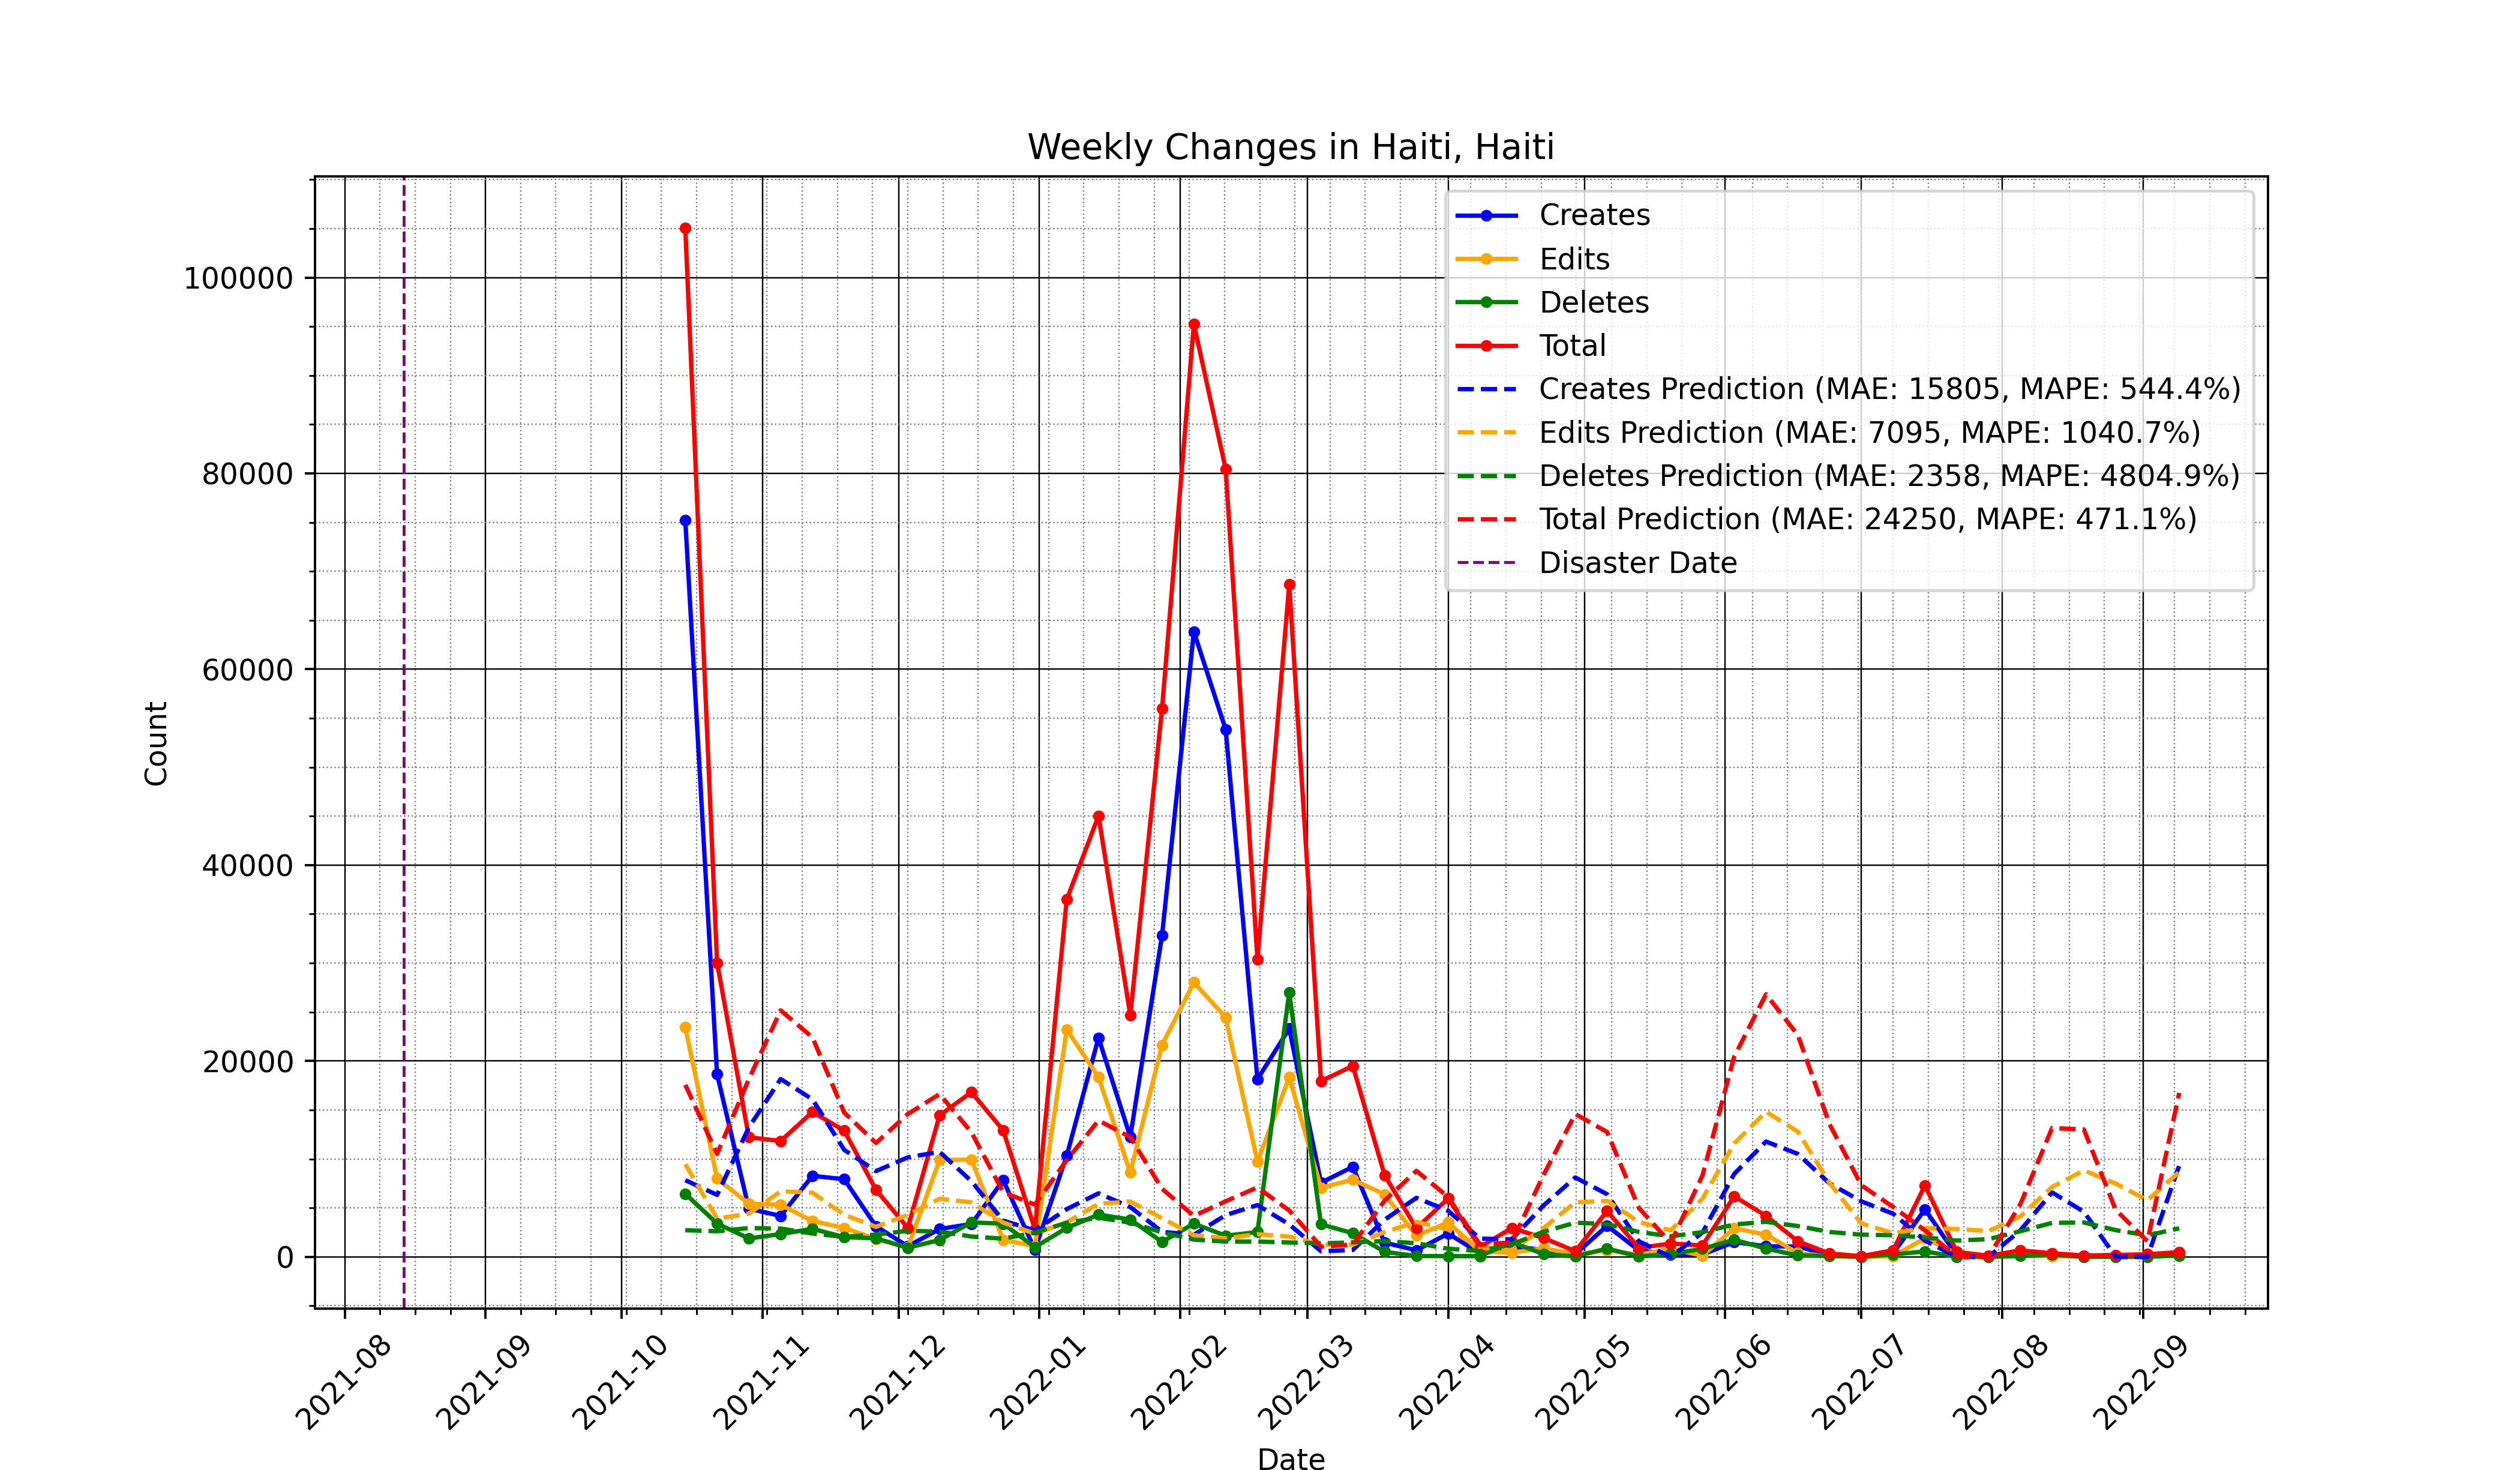 Weekly Changes in Haiti, Haiti
Creates
Edits
Deletes
Total
Creates Prediction (MAE: 15805, MAPE: 544.4%)
Edits Prediction (MAE: 7095, MAPE: 1040.7%)
Deletes Prediction (MAE: 2358, MAPE: 4804.9%)
Total Prediction (MAE: 24250, MAPE: 471.1%)
Disaster Date
100000
80000
60000
40000
20000
0
Count
2021-08
2021-09
2021-10
2021-11
2021-12
2022-01
2022-02
2022-03
2022-04
2022-05
2022-06
2022-07
2022-08
2022-09
Date